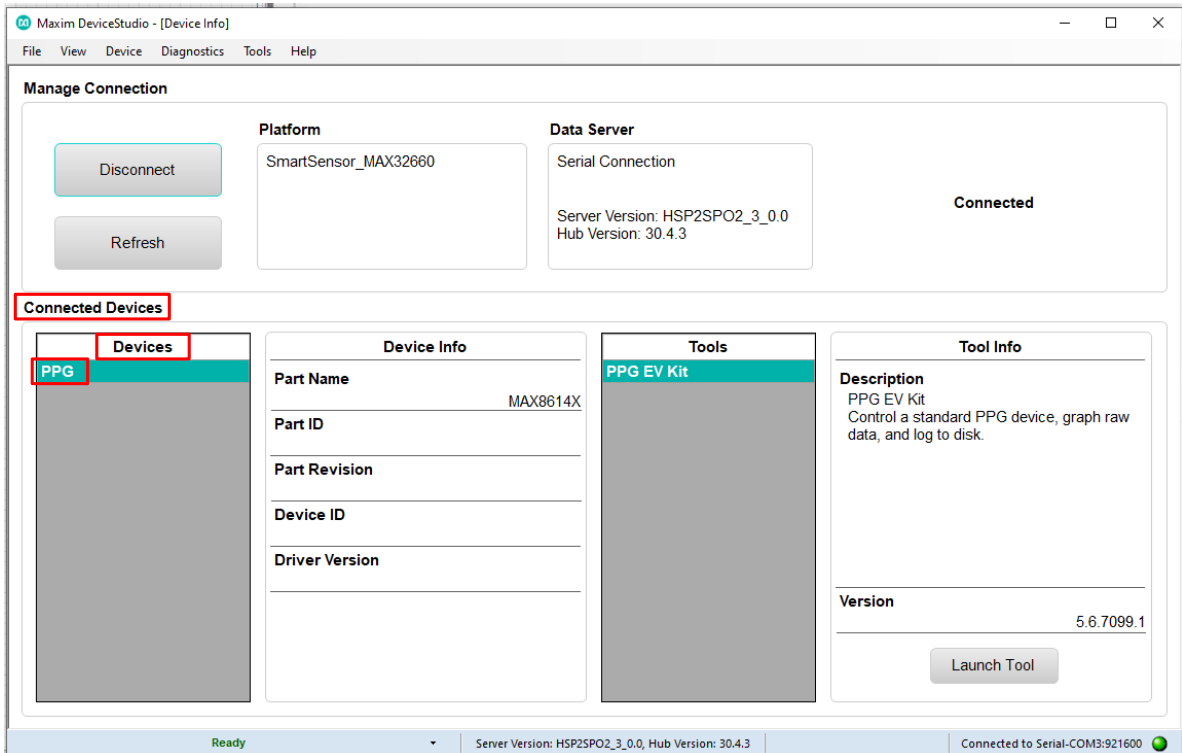 Maxim DeviceStudio - [Device Info]
File View Device Diagnostics Tools Help
Manage Connection
Disconnect
Refresh
Platform
SmartSensor_MAX32660
Data Server
Serial Connection
Server Version: HSP2SPO2_3_0.0
Hub Version: 30.4.3
Connected
Connected Devices
Devices
PPG
Device Info
Part Name
MAX8614X
Part ID
Part Revision
Device ID
Driver Version
Tools
PPG EV Kit
Tool Info
Description
PPG EV Kit
Control a standard PPG device, graph raw
data, and log to disk.
Version
5.6.7099.1
Launch Tool
Ready
Server Version: HSP2SPO2_3_0.0, Hub Version: 30.4.3
Connected to Serial-COM3:921600